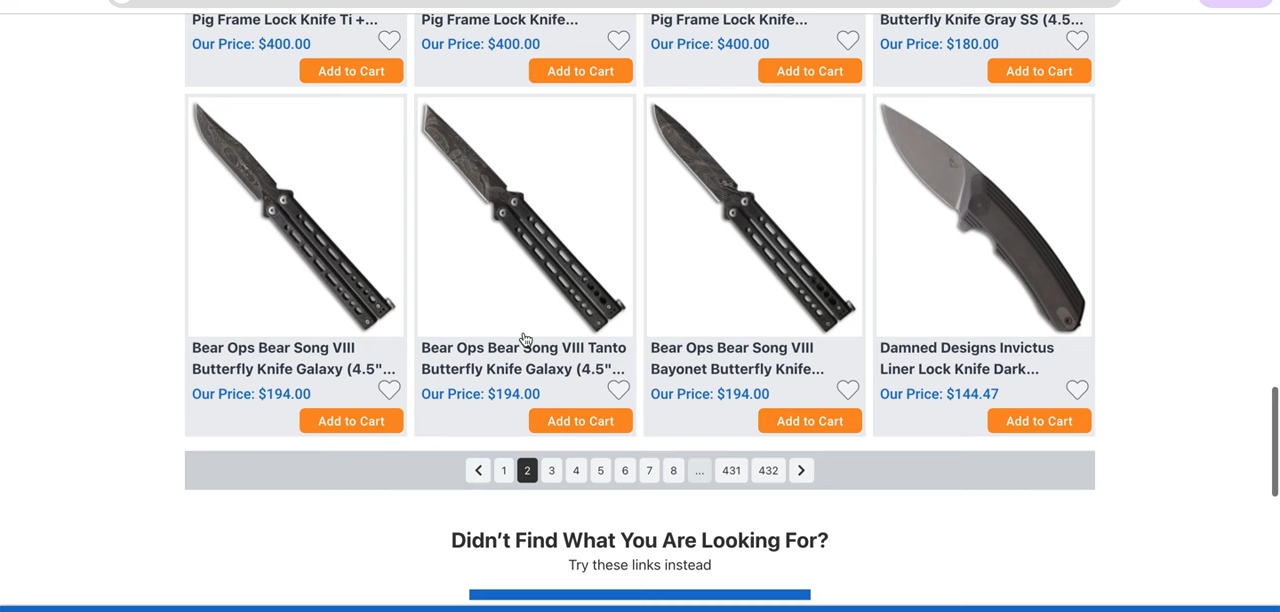 Pig Frame Lock Knife Ti +...
Our Price: $400.00
Add to Cart
Pig Frame Lock Knife...
Our Price: $400.00
Add to Cart
Pig Frame Lock Knife...
Our Price: $400.00
Add to Cart
Butterfly Knife Gray SS (4.5...
Our Price: $180.00
Add to Cart
Bear Ops Bear Song VIII
Butterfly Knife Galaxy (4.5"...
Our Price: $194.00
Add to Cart
Bear Ops Bear Song VIII Tanto
Butterfly Knife Galaxy (4.5"...
Our Price: $194.00
Add to Cart
Bear Ops Bear Song VIII
Bayonet Butterfly Knife...
Our Price: $194.00
Add to Cart
Damned Designs Invictus
Liner Lock Knife Dark...
Our Price: $144.47
Add to Cart
1 2 3 4 5 6 7 8 ... 431 432
Didn’t Find What You Are Looking For?
Try these links instead